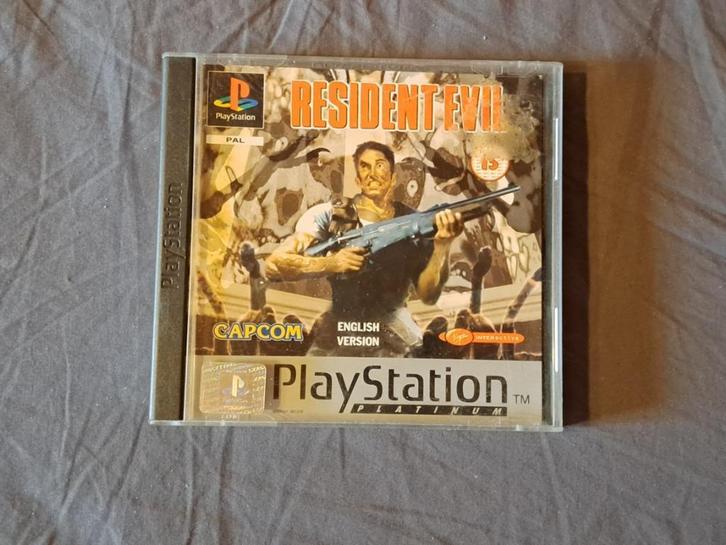 PlayStation
PlayStation
PAL
RESIDENT EVIL
15
CAPCOM
ENGLISH
VERSION
Virgin INTERACTIVE
PlayStation TM
PLATINUM